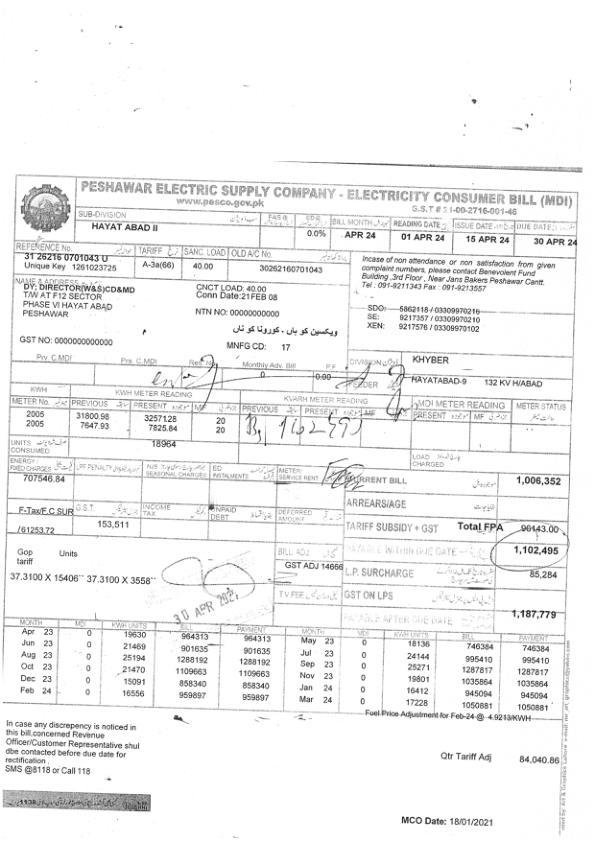 PESHAWAR ELECTRIC SUPPLY COMPANY - ELECTRICITY CONSUMER BILL (MDI)
www.pesco.gov.pk
SUB-DIVISION
HAYAT ABAD II
0.0%
BILL MONTH
APR 24
READING DATE
01 APR 24
ISSUE DATE
15 APR 24
DUE DATE
30 APR 24
REFERENCE No.
31 26216 0701043 U
Unique Key 1261023725
TARIFF
A-3a(66)
SANC. LOAD
40.00
OLD A/C No.
30262160701043
Incase of non attendance or non satisfaction from given
complaint numbers, please contact Benevolent Fund
Building ,3rd Floor , Near Jans Bakers Peshawar Cantt.
Tel : 091-9211343 Fax : 091-9213557
NAME & ADDRESS
DY; DIRECTOR(W&S)CD&MD
T/W AT F12 SECTOR
PHASE VI HAYAT ABAD
PESHAWAR
CNCT LOAD: 40.00
Conn Date:21FEB 08
NTN NO: 00000000000
SDO: 5862118 / 03309970216
SE: 9217357 / 03309970210
XEN: 9217576 / 03309970102
ویکسین کو ہاں ، کورونا کو ناں
GST NO: 000000000000
MNFG CD: 17
Prv. C.MDI
Prs. C.MDI
Monthly Adv. Bill
0
P.F
0.00
DIVISION
KHYBER
FEEDER
HAYATABAD-9 132 KV H/ABAD
KWH
KWH METER READING
KVARH METER READING
MDI METER READING
METER STATUS
METER No.
PREVIOUS
PRESENT
MF
PREVIOUS
PRESENT
MF
PRESENT
MF
2005 31800.98 32571.28 20
2005 7647.93 7825.84 20
UNITS CONSUMED
18964
LOAD CHARGED
ENERGY / FIXED CHARGES
707546.84
LPF PENALTY
SEASONAL CHARGES
ED
INSTALMENTS
METER/ SERVICE RENT
CURRENT BILL
1,006,352
ARREARS/AGE
F-Tax/F.C SUR
/61253.72
G.S.T
153,511
INCOME TAX
UNPAID DEBT
DEFERRED AMOUNT
TARIFF SUBSIDY + GST
Total FPA
96143.00
Gop
tariff
Units
37.3100 X 15406`` 37.3100 X 3558``
BILL ADJ
GST ADJ 14666
PAYABLE WITHIN DUE DATE
1,102,495
L.P. SURCHARGE
85,284
TV FEE
GST ON LPS
30 APR
PAYABLE AFTER DUE DATE
1,187,779
MONTH MDI KWH UNITS BILL PAYMENT MONTH MDI KWH UNITS BILL PAYMENT
Apr 23 0 19630 964313 964313 May 23 0 18136 746384 746384
Jun 23 0 21469 901635 901635 Jul 23 0 24144 995410 995410
Aug 23 0 25194 1288192 1288192 Sep 23 0 25271 1287817 1287817
Oct 23 0 21470 1109663 1109663 Nov 23 0 19801 1035864 1035864
Dec 23 0 15091 858340 858340 Jan 24 0 16412 945094 945094
Feb 24 0 16556 959897 959897 Mar 24 0 17228 1050881 1050881
Fuel Price Adjustment for Feb-24 @ 4.9213/KWH
In case any discrepency is noticed in
this bill,concerned Revenue
Officer/Customer Representative shul
dbe contacted before due date for
rectification .
SMS @8118 or Call 118
Qtr Tariff Adj 84,040.86
MCO Date: 18/01/2021